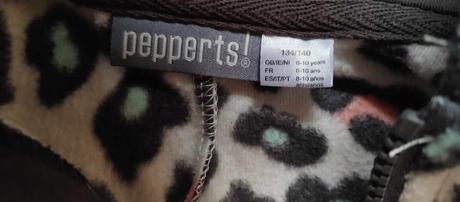 pepperts!®
134/140
GB/IE/NI 8-10 years
FR 8-10 ans
ES/IT/PT 8-10 años